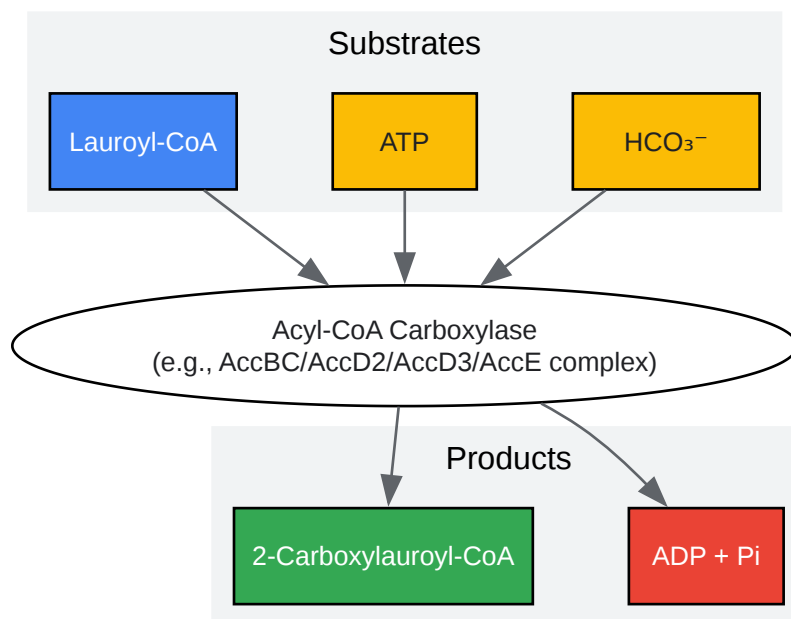 Substrates
Lauroyl-CoA
ATP
HCO₃⁻
Acyl-CoA Carboxylase
(e.g., AccBC/AccD2/AccD3/AccE complex)
Products
2-Carboxylauroyl-CoA
ADP + Pi